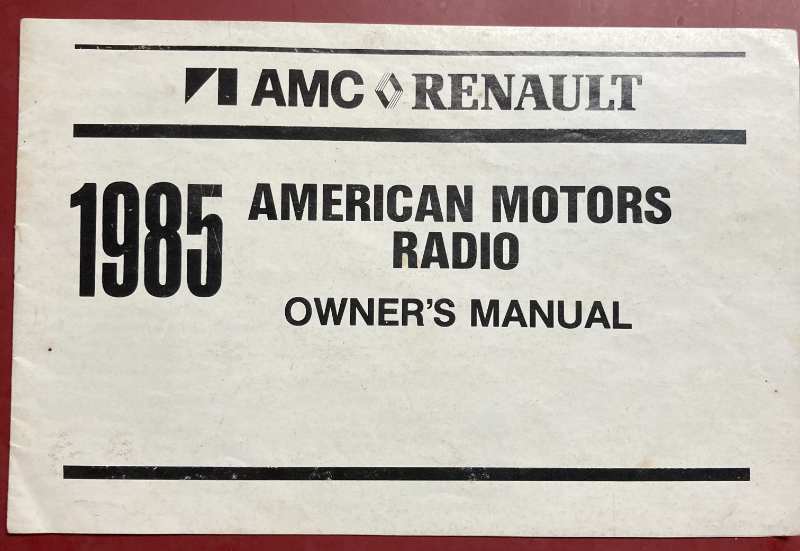 AMC RENAULT
1985 AMERICAN MOTORS
RADIO
OWNER'S MANUAL